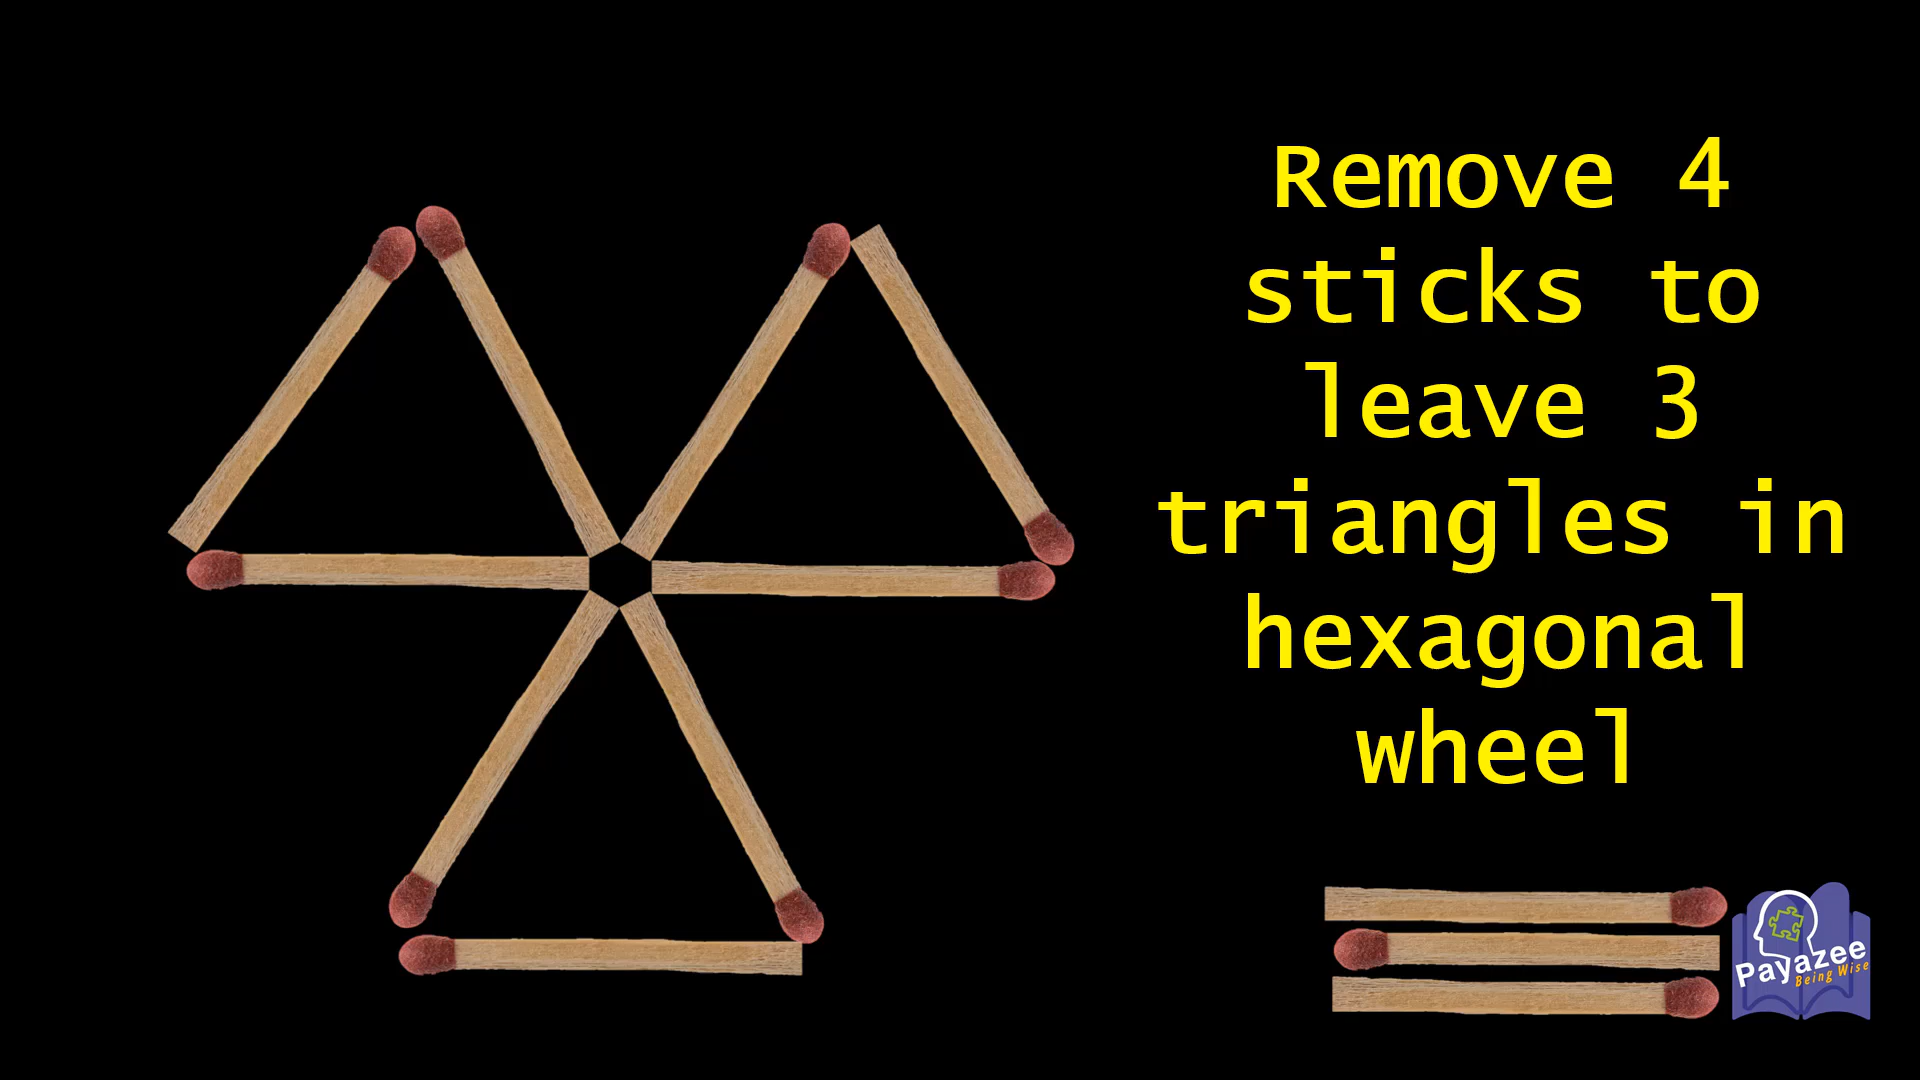 Remove 4
sticks to
leave 3
triangles in
hexagonal
wheel
Payazee
Being Wise